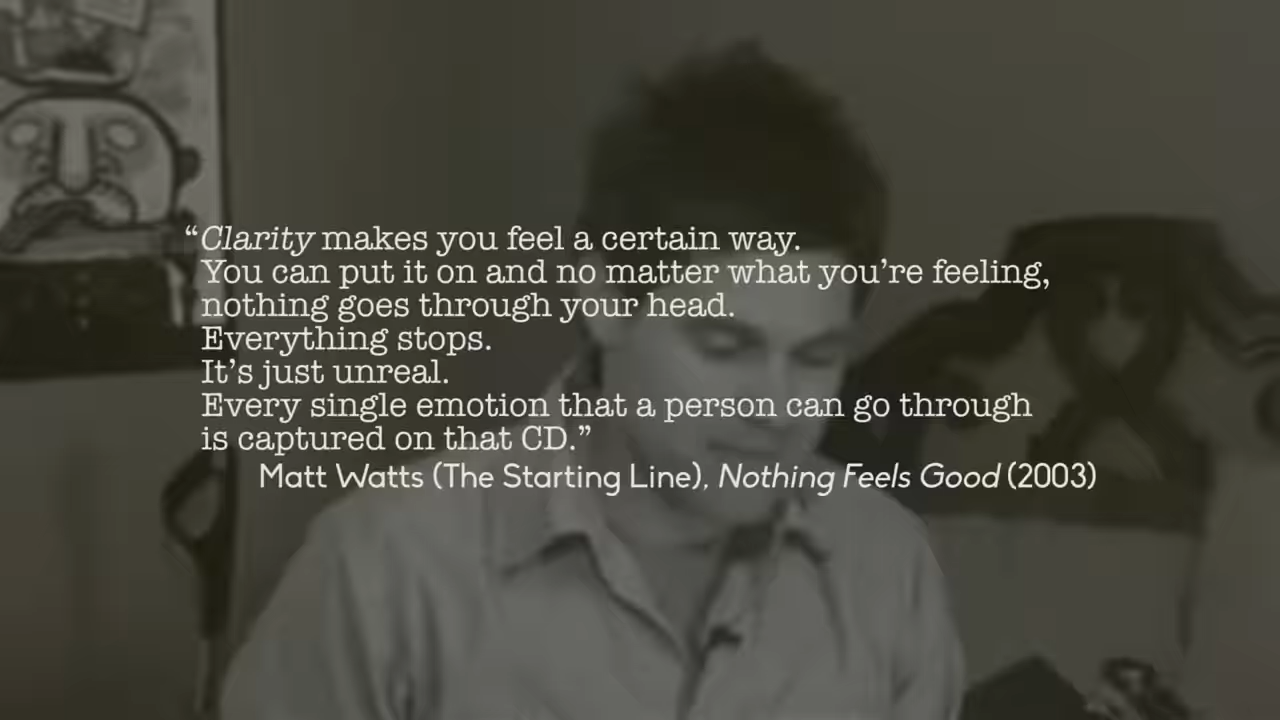 “Clarity makes you feel a certain way.
You can put it on and no matter what you’re feeling,
nothing goes through your head.
Everything stops.
It’s just unreal.
Every single emotion that a person can go through
is captured on that CD.”
Matt Watts (The Starting Line), Nothing Feels Good (2003)